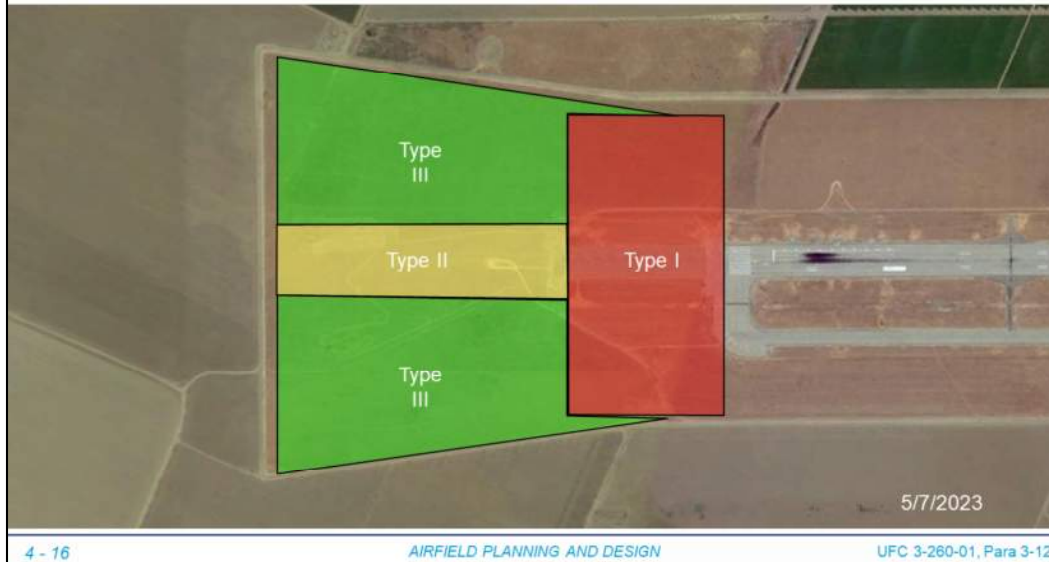 Type
III
Type II
Type I
Type
III
5/7/2023
4 - 16
AIRFIELD PLANNING AND DESIGN
UFC 3-260-01, Para 3-12